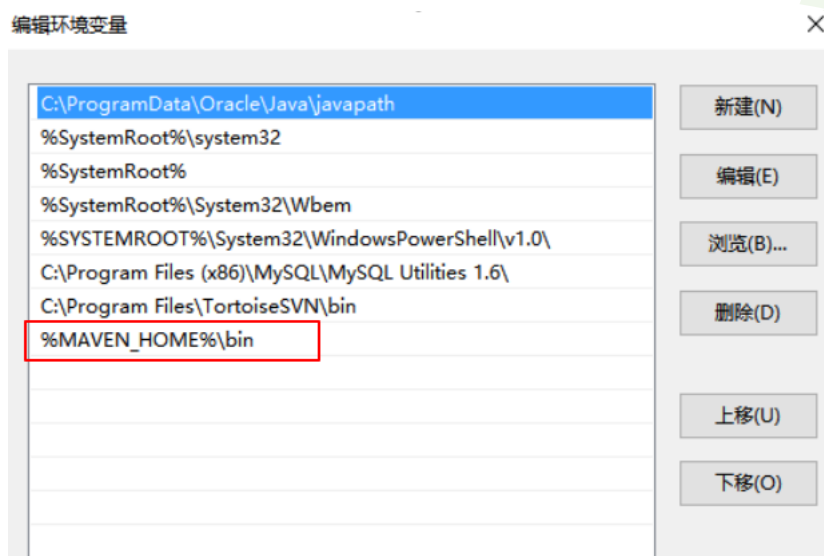 编辑环境变量
C:\ProgramData\Oracle\Java\javapath
%SystemRoot%\system32
%SystemRoot%
%SystemRoot%\System32\Wbem
%SYSTEMROOT%\System32\WindowsPowerShell\v1.0\
C:\Program Files (x86)\MySQL\MySQL Utilities 1.6\
C:\Program Files\TortoiseSVN\bin
%MAVEN_HOME%\bin
新建(N)
编辑(E)
浏览(B)...
删除(D)
上移(U)
下移(O)